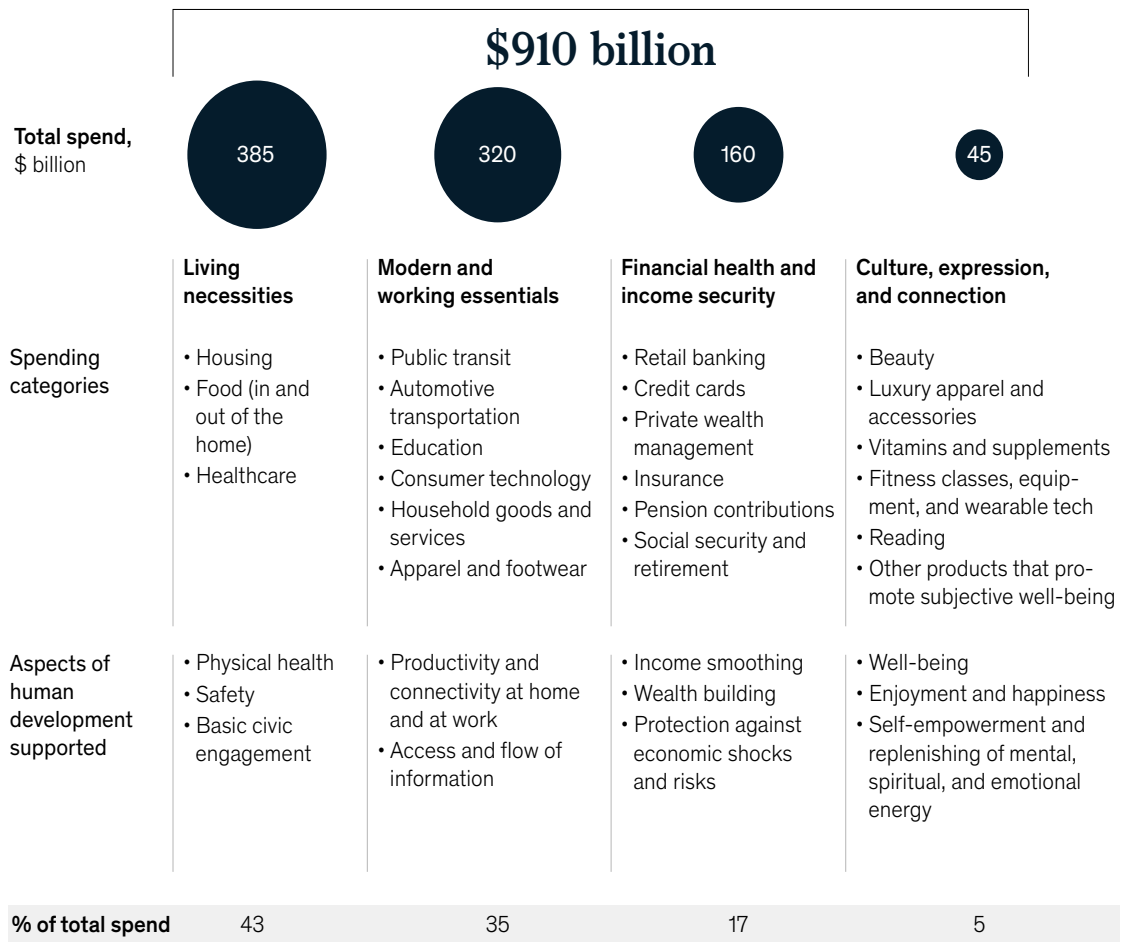 $910 billion
Total spend,
$ billion
385
320
160
45
Living
necessities
Modern and
working essentials
Financial health and
income security
Culture, expression,
and connection
Spending
categories
• Housing
• Food (in and
out of the
home)
• Healthcare
• Public transit
• Automotive
transportation
• Education
• Consumer technology
• Household goods and
services
• Apparel and footwear
• Retail banking
• Credit cards
• Private wealth
management
• Insurance
• Pension contributions
• Social security and
retirement
• Beauty
• Luxury apparel and
accessories
• Vitamins and supplements
• Fitness classes, equip-
ment, and wearable tech
• Reading
• Other products that pro-
mote subjective well-being
Aspects of
human
development
supported
• Physical health
• Safety
• Basic civic
engagement
• Productivity and
connectivity at home
and at work
• Access and flow of
information
• Income smoothing
• Wealth building
• Protection against
economic shocks
and risks
• Well-being
• Enjoyment and happiness
• Self-empowerment and
replenishing of mental,
spiritual, and emotional
energy
% of total spend
43
35
17
5